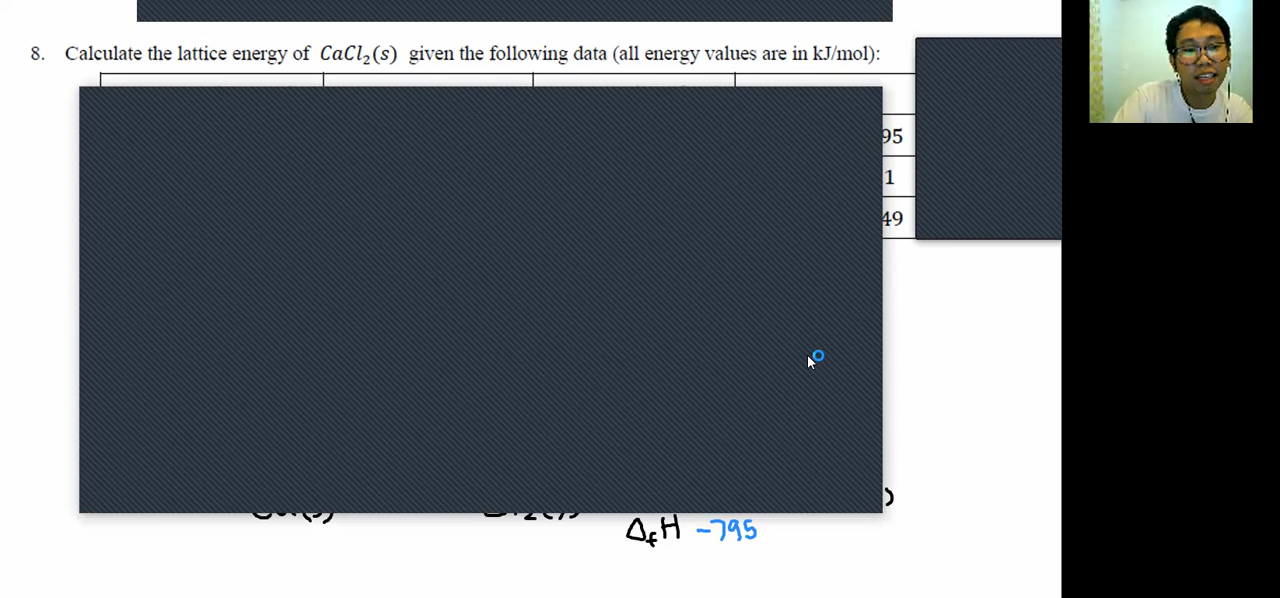 8. Calculate the lattice energy of CaCl₂(s) given the following data (all energy values are in kJ/mol):
95
1
49
ΔfH -795